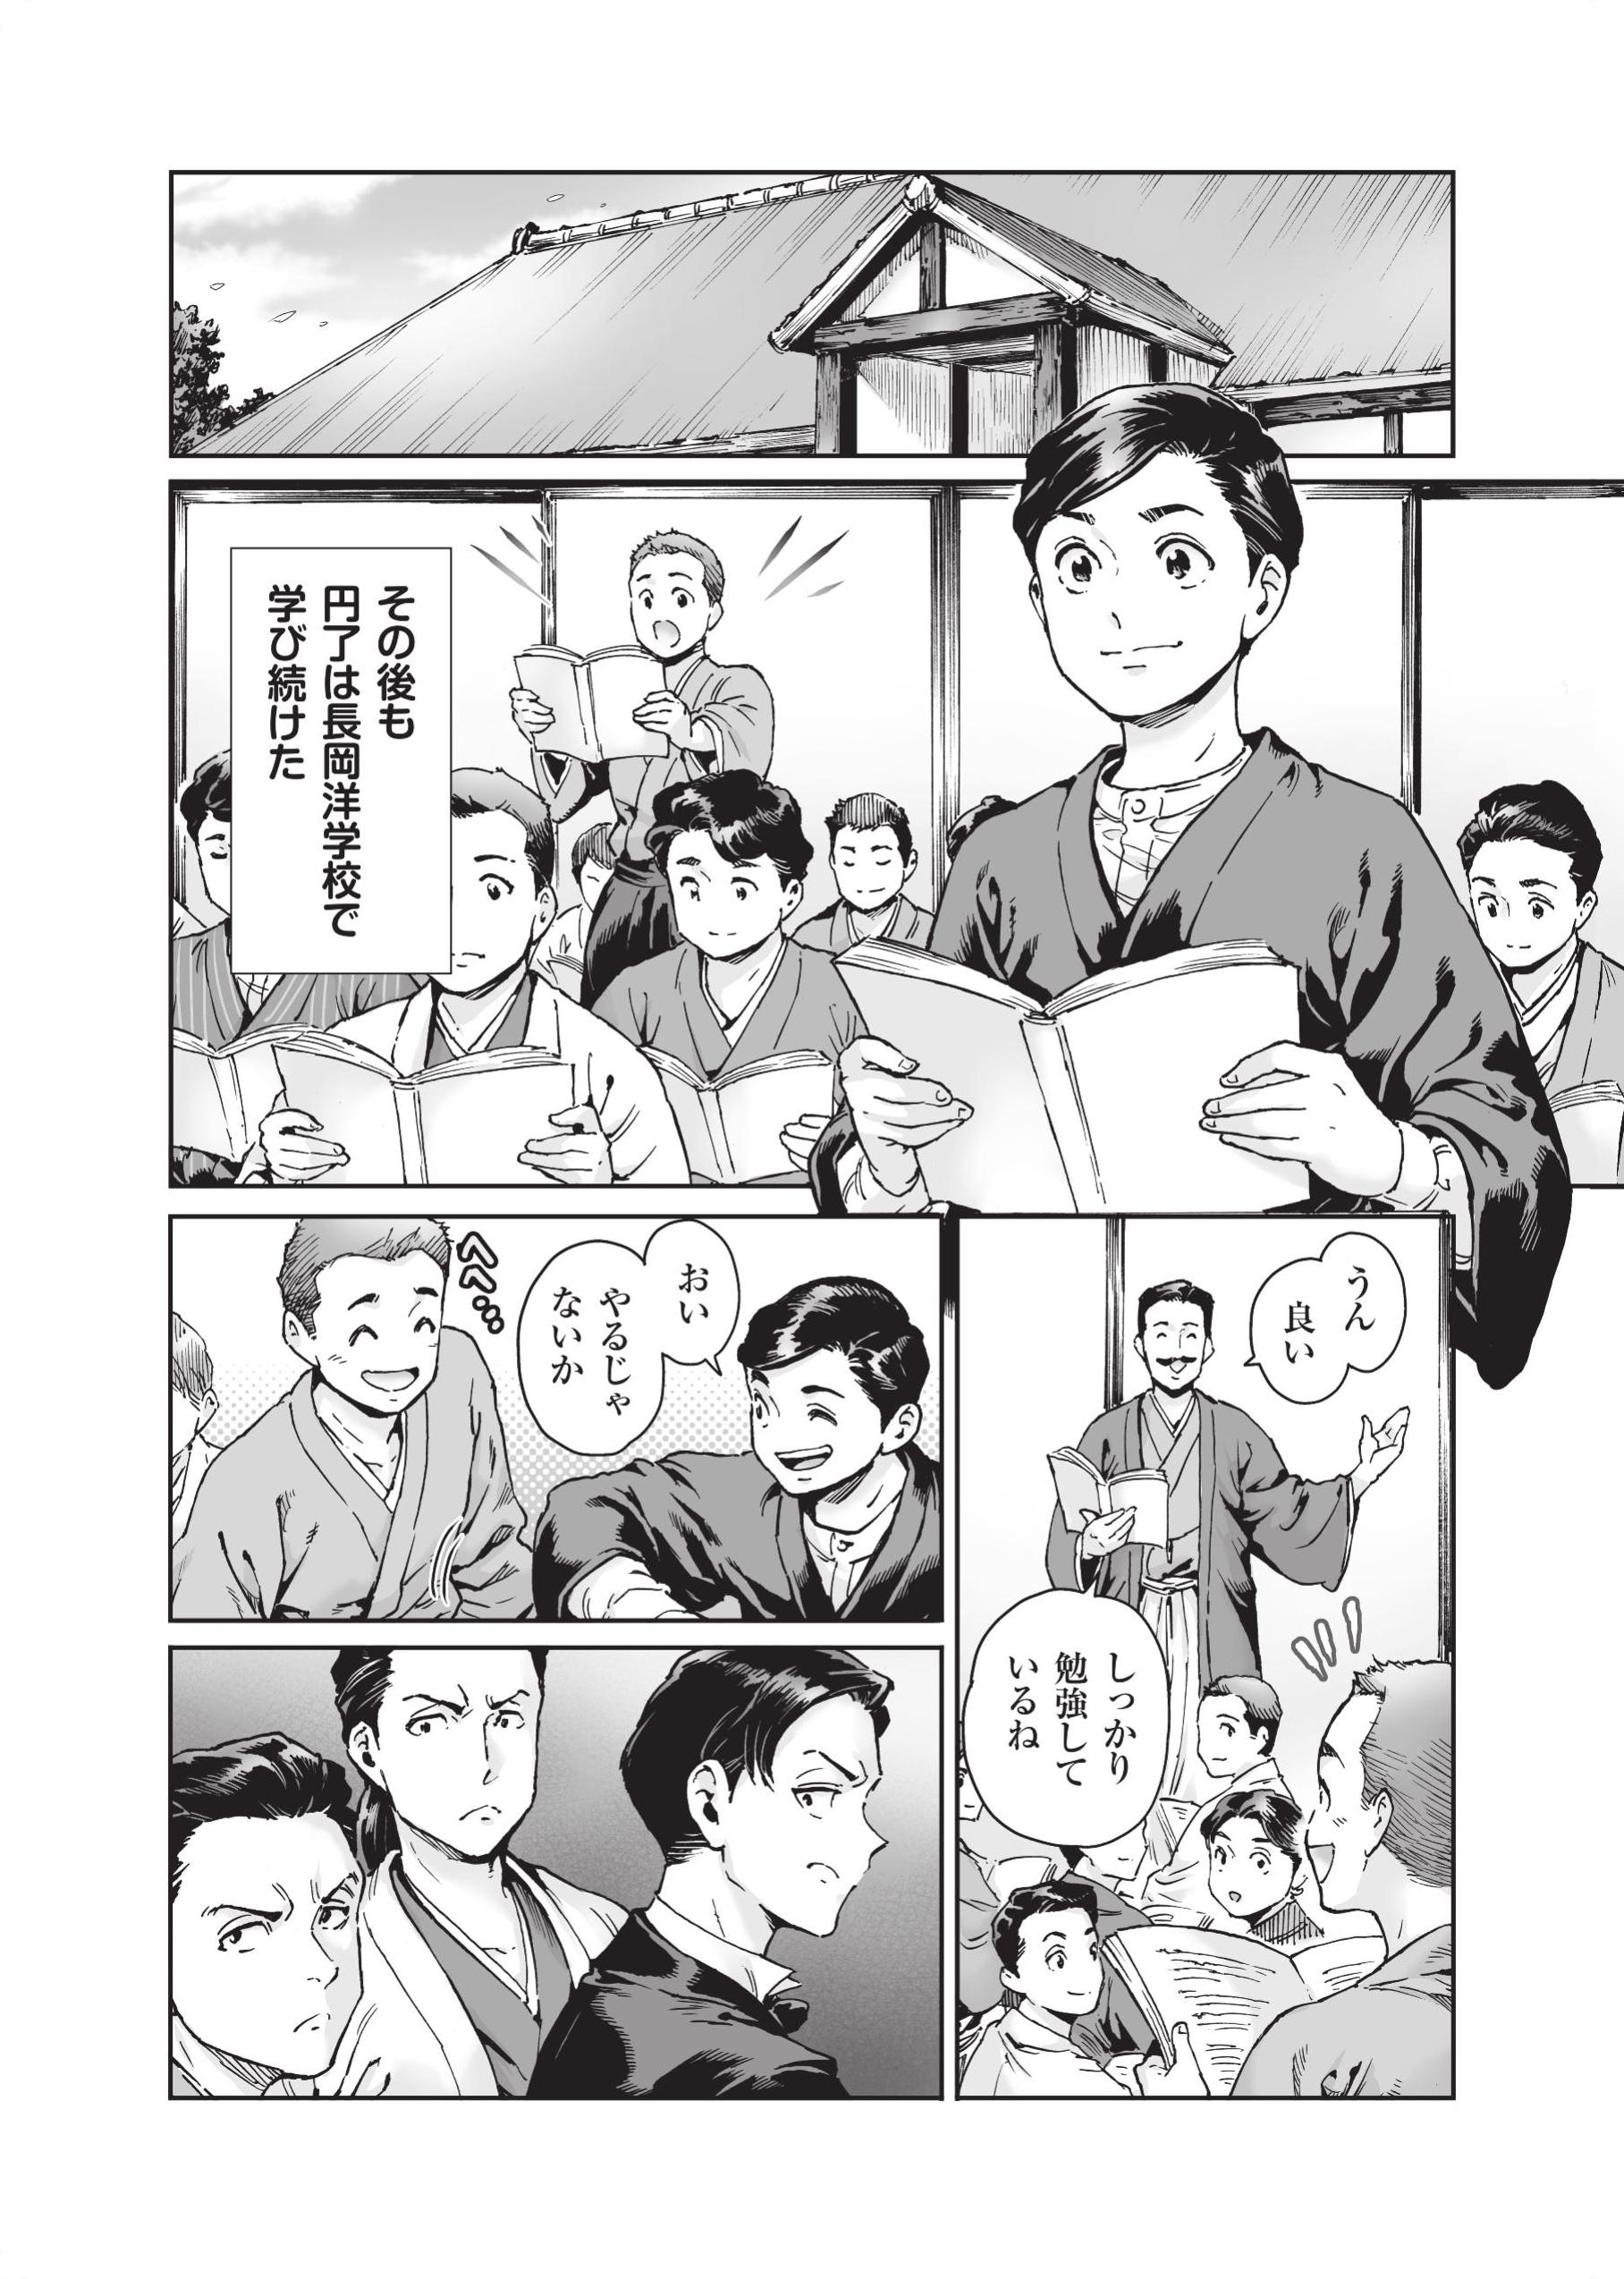 その後も
円了は長岡洋学校で
学び続けた
うん
良い
しっかり
勉強して
いるね
おい
やるじゃ
ないか
へへ…